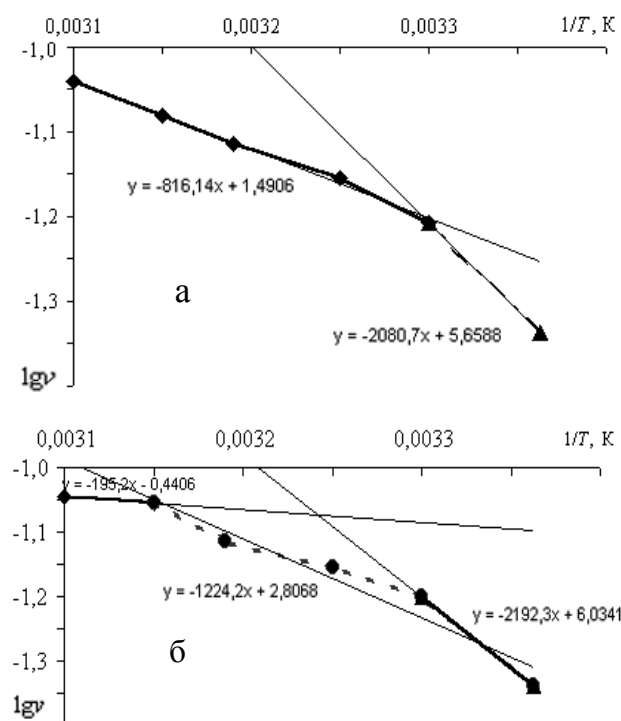 0,0031 0,0032 0,0033 1/T, К
-1,0
-1,1
y = -816,14x + 1,4906
-1,2
а
-1,3
y = -2080,7x + 5,6588
lgv
0,0031 0,0032 0,0033 1/T, К
-1,0
y = -195,2x - 0,4406
-1,1
y = -1224,2x + 2,8068
-1,2
y = -2192,3x + 6,0341
б
-1,3
lgv